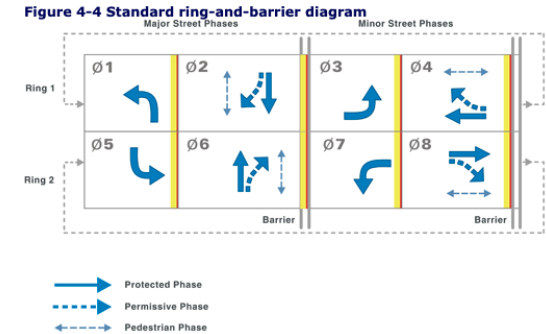 Figure 4-4 Standard ring-and-barrier diagram
Major Street Phases
Minor Street Phases
Ring 1
Ø1
Ø2
Ø3
Ø4
Ring 2
Ø5
Ø6
Ø7
Ø8
Barrier
Barrier
Protected Phase
Permissive Phase
Pedestrian Phase